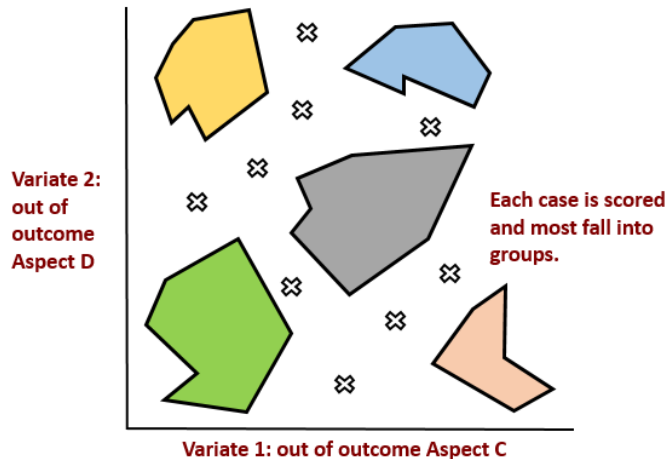 Variate 2:
out of
outcome
Aspect D
Each case is scored
and most fall into
groups.
Variate 1: out of outcome Aspect C